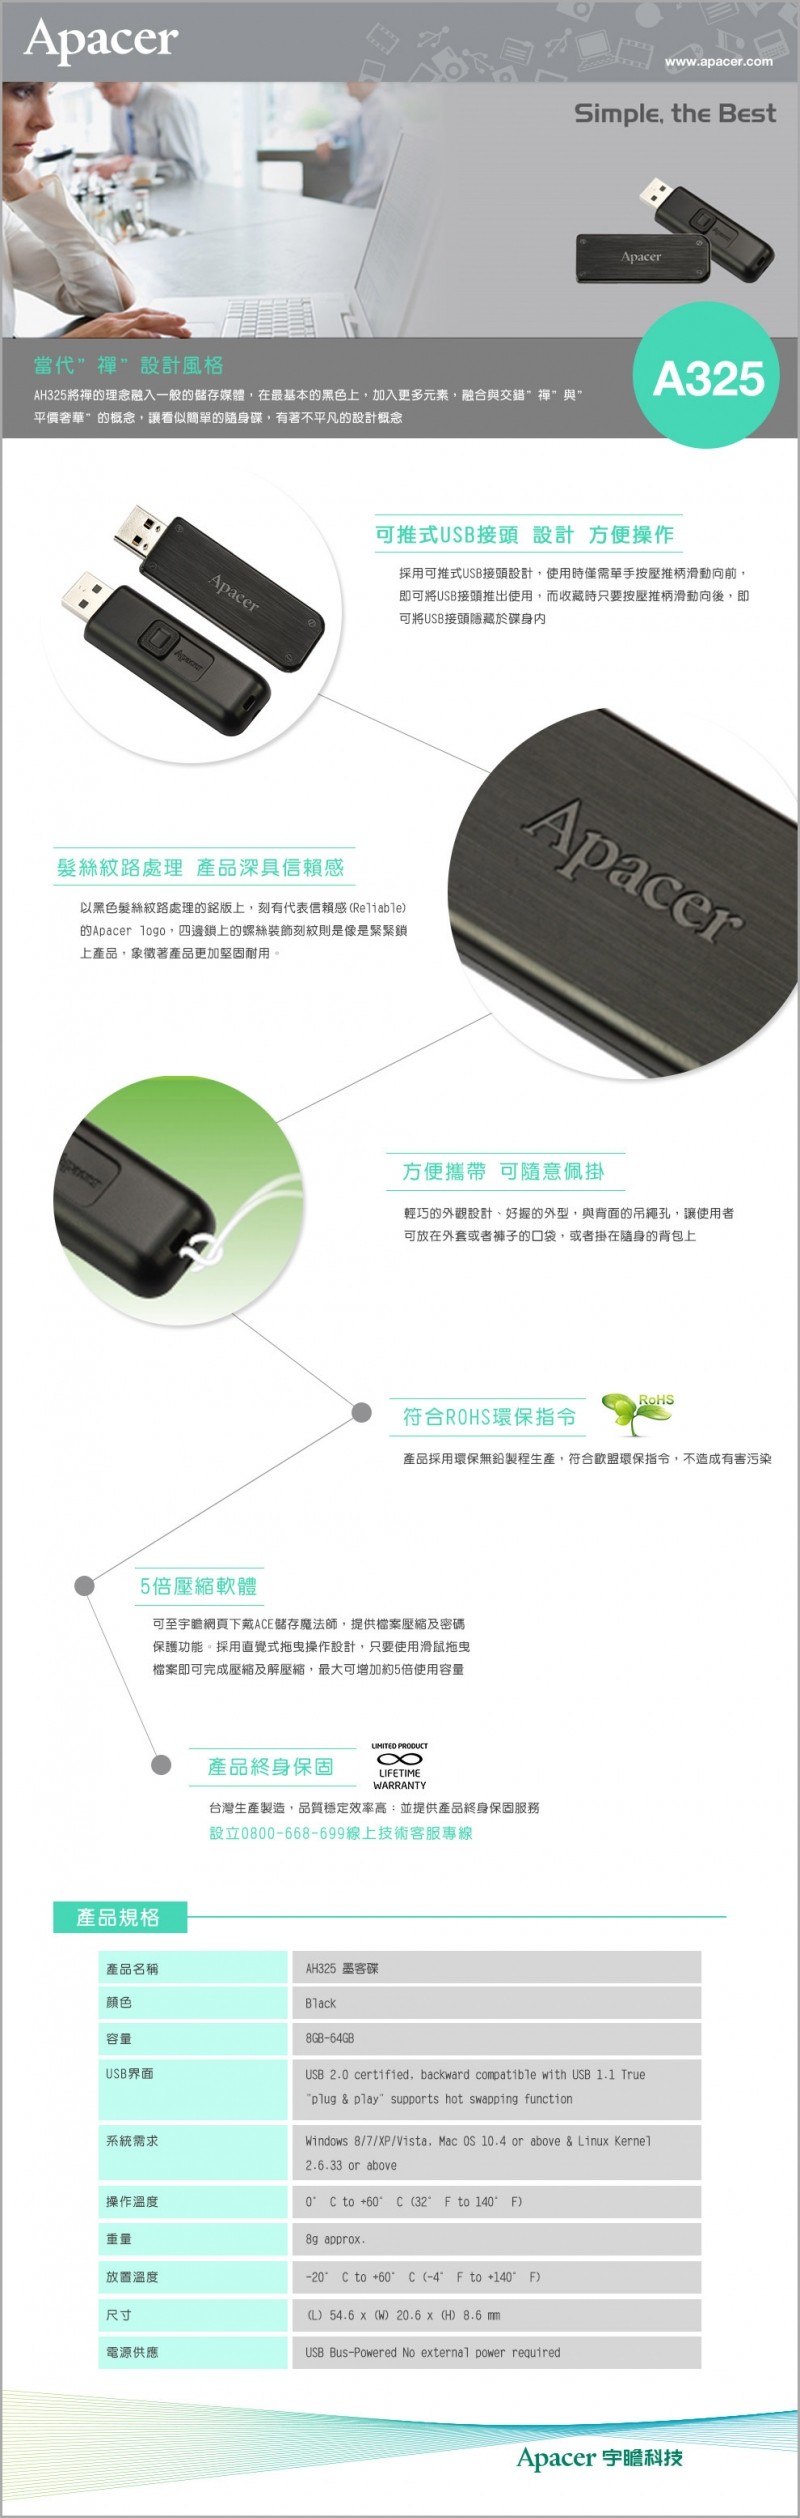 Apacer
www.apacer.com
Simple, the Best
Apacer
Apacer
當代”禪”設計風格
A325
AH325將禪的理念融入一般的儲存媒體，在最基本的黑色上，加入更多元素，融合與交錯”禪”與”
平價奢華”的概念，讓看似簡單的隨身碟，有著不平凡的設計概念
可推式USB接頭 設計 方便操作
採用可推式USB接頭設計，使用時僅需單手按壓推柄滑動向前，
即可將USB接頭推出使用，而收藏時只要按壓推柄滑動向後，即
可將USB接頭隱藏於碟身內
Apacer
Apacer
Apacer
髮絲紋路處理 產品深具信賴感
以黑色髮絲紋路處理的銘版上，刻有代表信賴感(Reliable)
的Apacer logo，四邊鎖上的螺絲裝飾刻紋則是像是緊緊鎖
上產品，象徵著產品更加堅固耐用。
Apacer
方便攜帶 可隨意佩掛
輕巧的外觀設計、好握的外型，與背面的吊繩孔，讓使用者
可放在外套或者褲子的口袋，或者掛在隨身的背包上
符合ROHS環保指令
RoHS
產品採用環保無鉛製程生產，符合歐盟環保指令，不造成有害污染
5倍壓縮軟體
可至宇瞻網頁下載ACE儲存魔法師，提供檔案壓縮及密碼
保護功能。採用直覺式拖曳操作設計，只要使用滑鼠拖曳
檔案即可完成壓縮及解壓縮，最大可增加約5倍使用容量
產品終身保固
LIMITED PRODUCT
LIFETIME
WARRANTY
台灣生產製造，品質穩定效率高；並提供產品終身保固服務
設立0800-668-699線上技術客服專線
產品規格
產品名稱 AH325 墨客碟
顏色 Black
容量 8GB-64GB
USB界面 USB 2.0 certified. backward compatible with USB 1.1 True
"plug & play" supports hot swapping function
系統需求 Windows 8/7/XP/Vista. Mac OS 10.4 or above & Linux Kernel
2.6.33 or above
操作溫度 0° C to +60° C (32° F to 140° F)
重量 8g approx.
放置溫度 -20° C to +60° C (-4° F to +140° F)
尺寸 (L) 54.6 x (W) 20.6 x (H) 8.6 mm
電源供應 USB Bus-Powered No external power required
Apacer 宇瞻科技